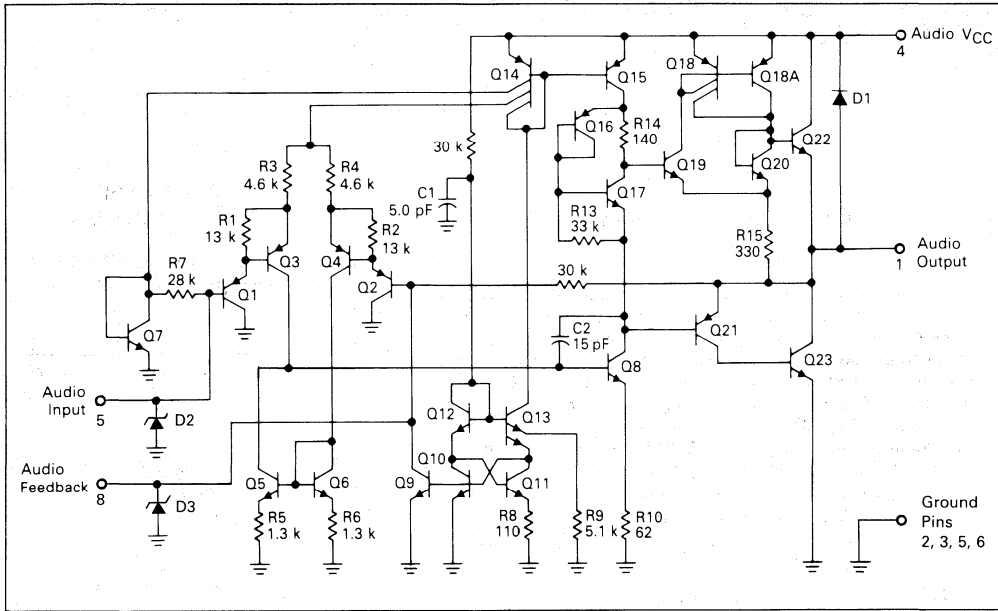 Audio VCC
4
Q14
Q15
Q18
Q18A
D1
Q16
R14
140
Q22
30 k
Q19
Q20
R3
4.6 k
R4
4.6 k
C1
5.0 pF
Q17
R13
33 k
R1
13 k
R2
13 k
R15
330
Audio
Output
1
R7
28 k
Q3
Q4
Q1
Q2
30 k
Q7
C2
15 pF
Q21
Q8
Q23
Audio
Input
5
D2
Q12
Q13
Audio
Feedback
8
D3
Q5
Q6
Q10
Q9
Q11
R5
1.3 k
R6
1.3 k
R8
110
R9
5.1 k
R10
62
Ground
Pins
2, 3, 5, 6